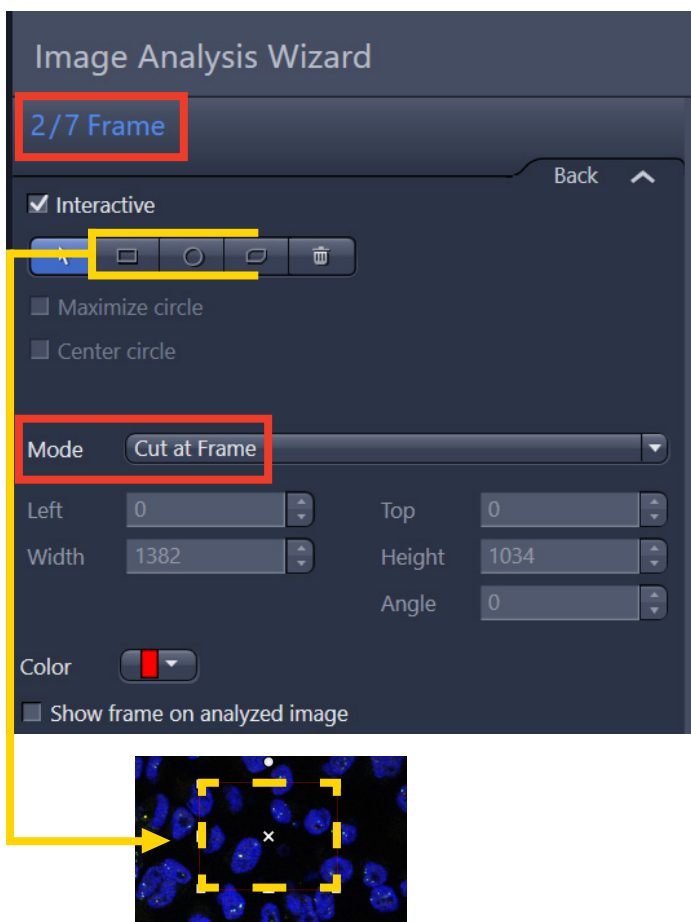 Image Analysis Wizard
2/7 Frame
Back
Interactive
Maximize circle
Center circle
Mode Cut at Frame
Left 0 Top 0
Width 1382 Height 1034
Angle 0
Color
Show frame on analyzed image